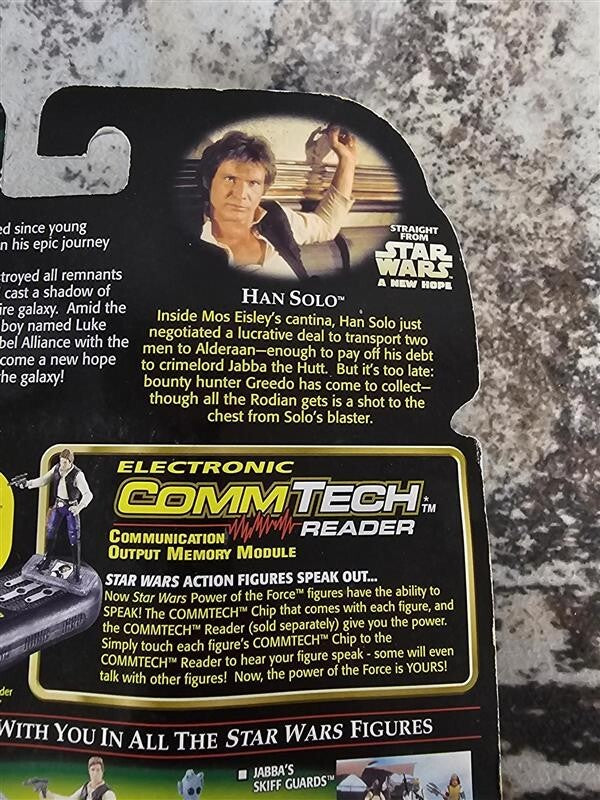 ed since young
n his epic journey
troyed all remnants
cast a shadow of
ire galaxy. Amid the
boy named Luke
bel Alliance with the
come a new hope
he galaxy!
STRAIGHT
FROM
STAR
WARS
A NEW HOPE
HAN SOLO™
Inside Mos Eisley's cantina, Han Solo just
negotiated a lucrative deal to transport two
men to Alderaan—enough to pay off his debt
to crimelord Jabba the Hutt. But it's too late:
bounty hunter Greedo has come to collect—
though all the Rodian gets is a shot to the
chest from Solo's blaster.
ELECTRONIC
COMMTECH™
READER
COMMUNICATION
OUTPUT MEMORY MODULE
STAR WARS ACTION FIGURES SPEAK OUT...
Now Star Wars Power of the Force™ figures have the ability to
SPEAK! The COMMTECH™ Chip that comes with each figure, and
the COMMTECH™ Reader (sold separately) give you the power.
Simply touch each figure's COMMTECH™ Chip to the
COMMTECH™ Reader to hear your figure speak - some will even
talk with other figures! Now, the power of the Force is YOURS!
der
WITH YOU IN ALL THE STAR WARS FIGURES
JABBA'S
SKIFF GUARDS™